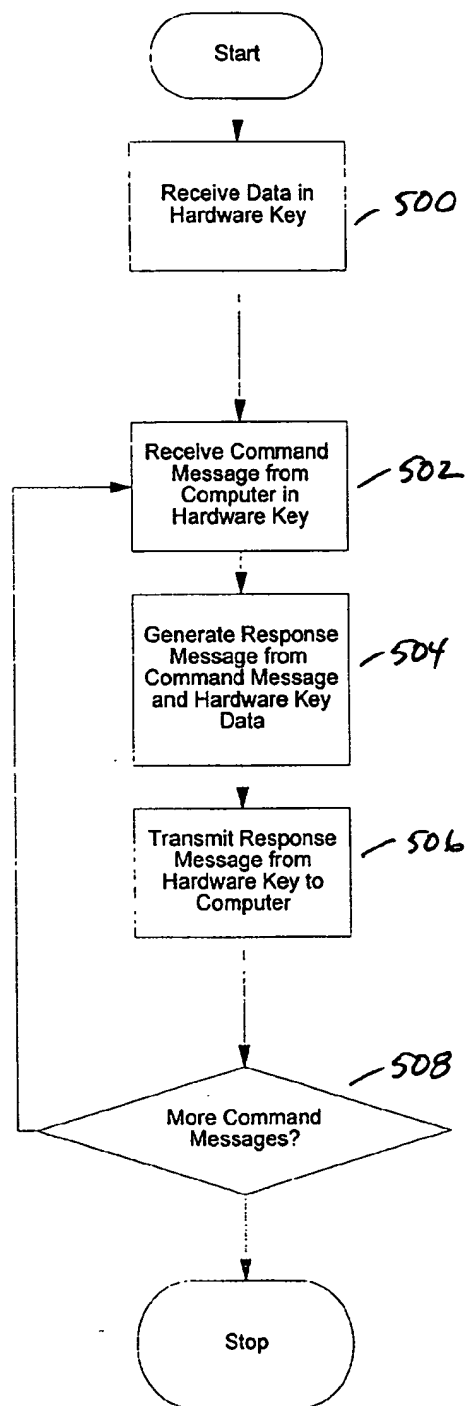 Start
Receive Data in
Hardware Key
500
Receive Command
Message from
Computer in
Hardware Key
502
Generate Response
Message from
Command Message
and Hardware Key
Data
504
Transmit Response
Message from
Hardware Key to
Computer
506
508
More Command
Messages?
Stop